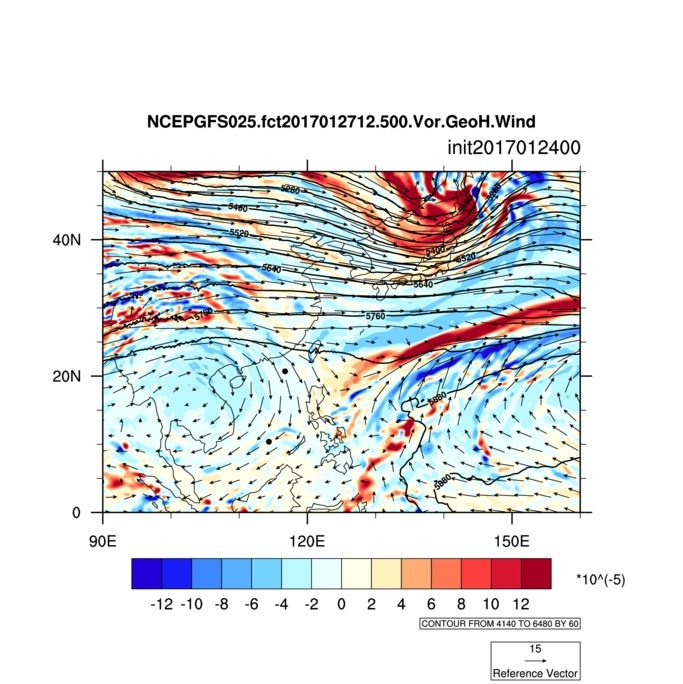 NCEPGFS025.fct2017012712.500.Vor.GeoH.Wind
init2017012400
5280
5460
5520
5640
5760
5760
5400
5520
5640
5880
5880
40N
20N
0
90E 120E 150E
-12 -10 -8 -6 -4 -2 0 2 4 6 8 10 12
*10^(-5)
CONTOUR FROM 4140 TO 6480 BY 60
15
Reference Vector